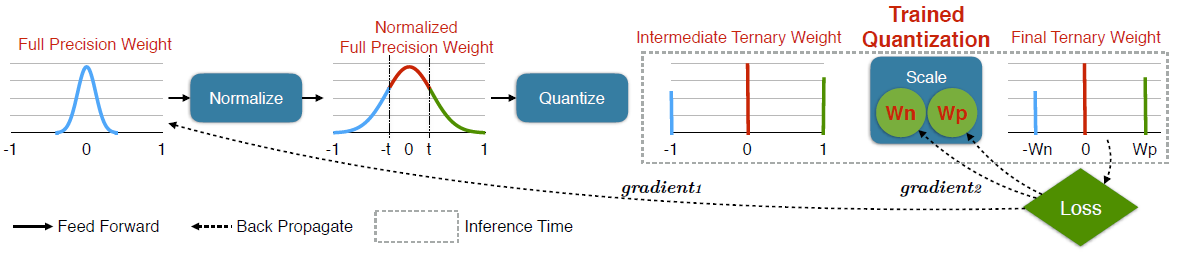 Full Precision Weight
-1 0 1
Normalize
Normalized
Full Precision Weight
-1 -t 0 t 1
Quantize
Intermediate Ternary Weight
-1 0 1
Trained
Quantization
Scale
Wn Wp
Final Ternary Weight
-Wn 0 Wp
gradient1
gradient2
Loss
Feed Forward
Back Propagate
Inference Time